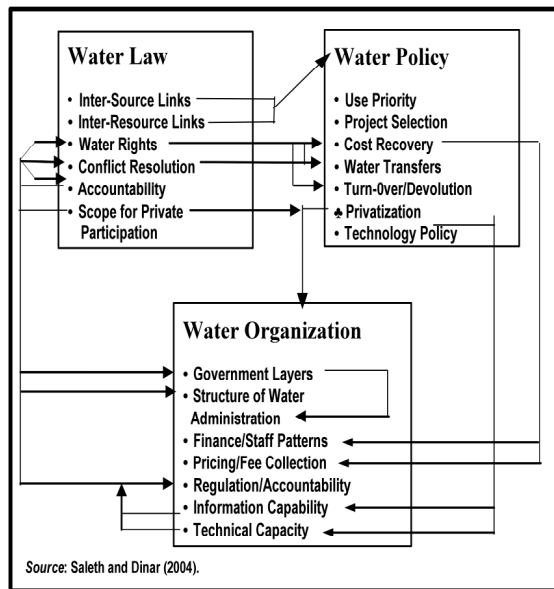 Water Law
• Inter-Source Links
• Inter-Resource Links
• Water Rights
• Conflict Resolution
• Accountability
• Scope for Private
Participation
Water Policy
• Use Priority
• Project Selection
• Cost Recovery
• Water Transfers
• Turn-0ver/Devolution
♣ Privatization
• Technology Policy
Water Organization
• Government Layers
• Structure of Water
Administration
• Finance/Staff Patterns
• Pricing/Fee Collection
• Regulation/Accountability
• Information Capability
• Technical Capacity
Source: Saleth and Dinar (2004).